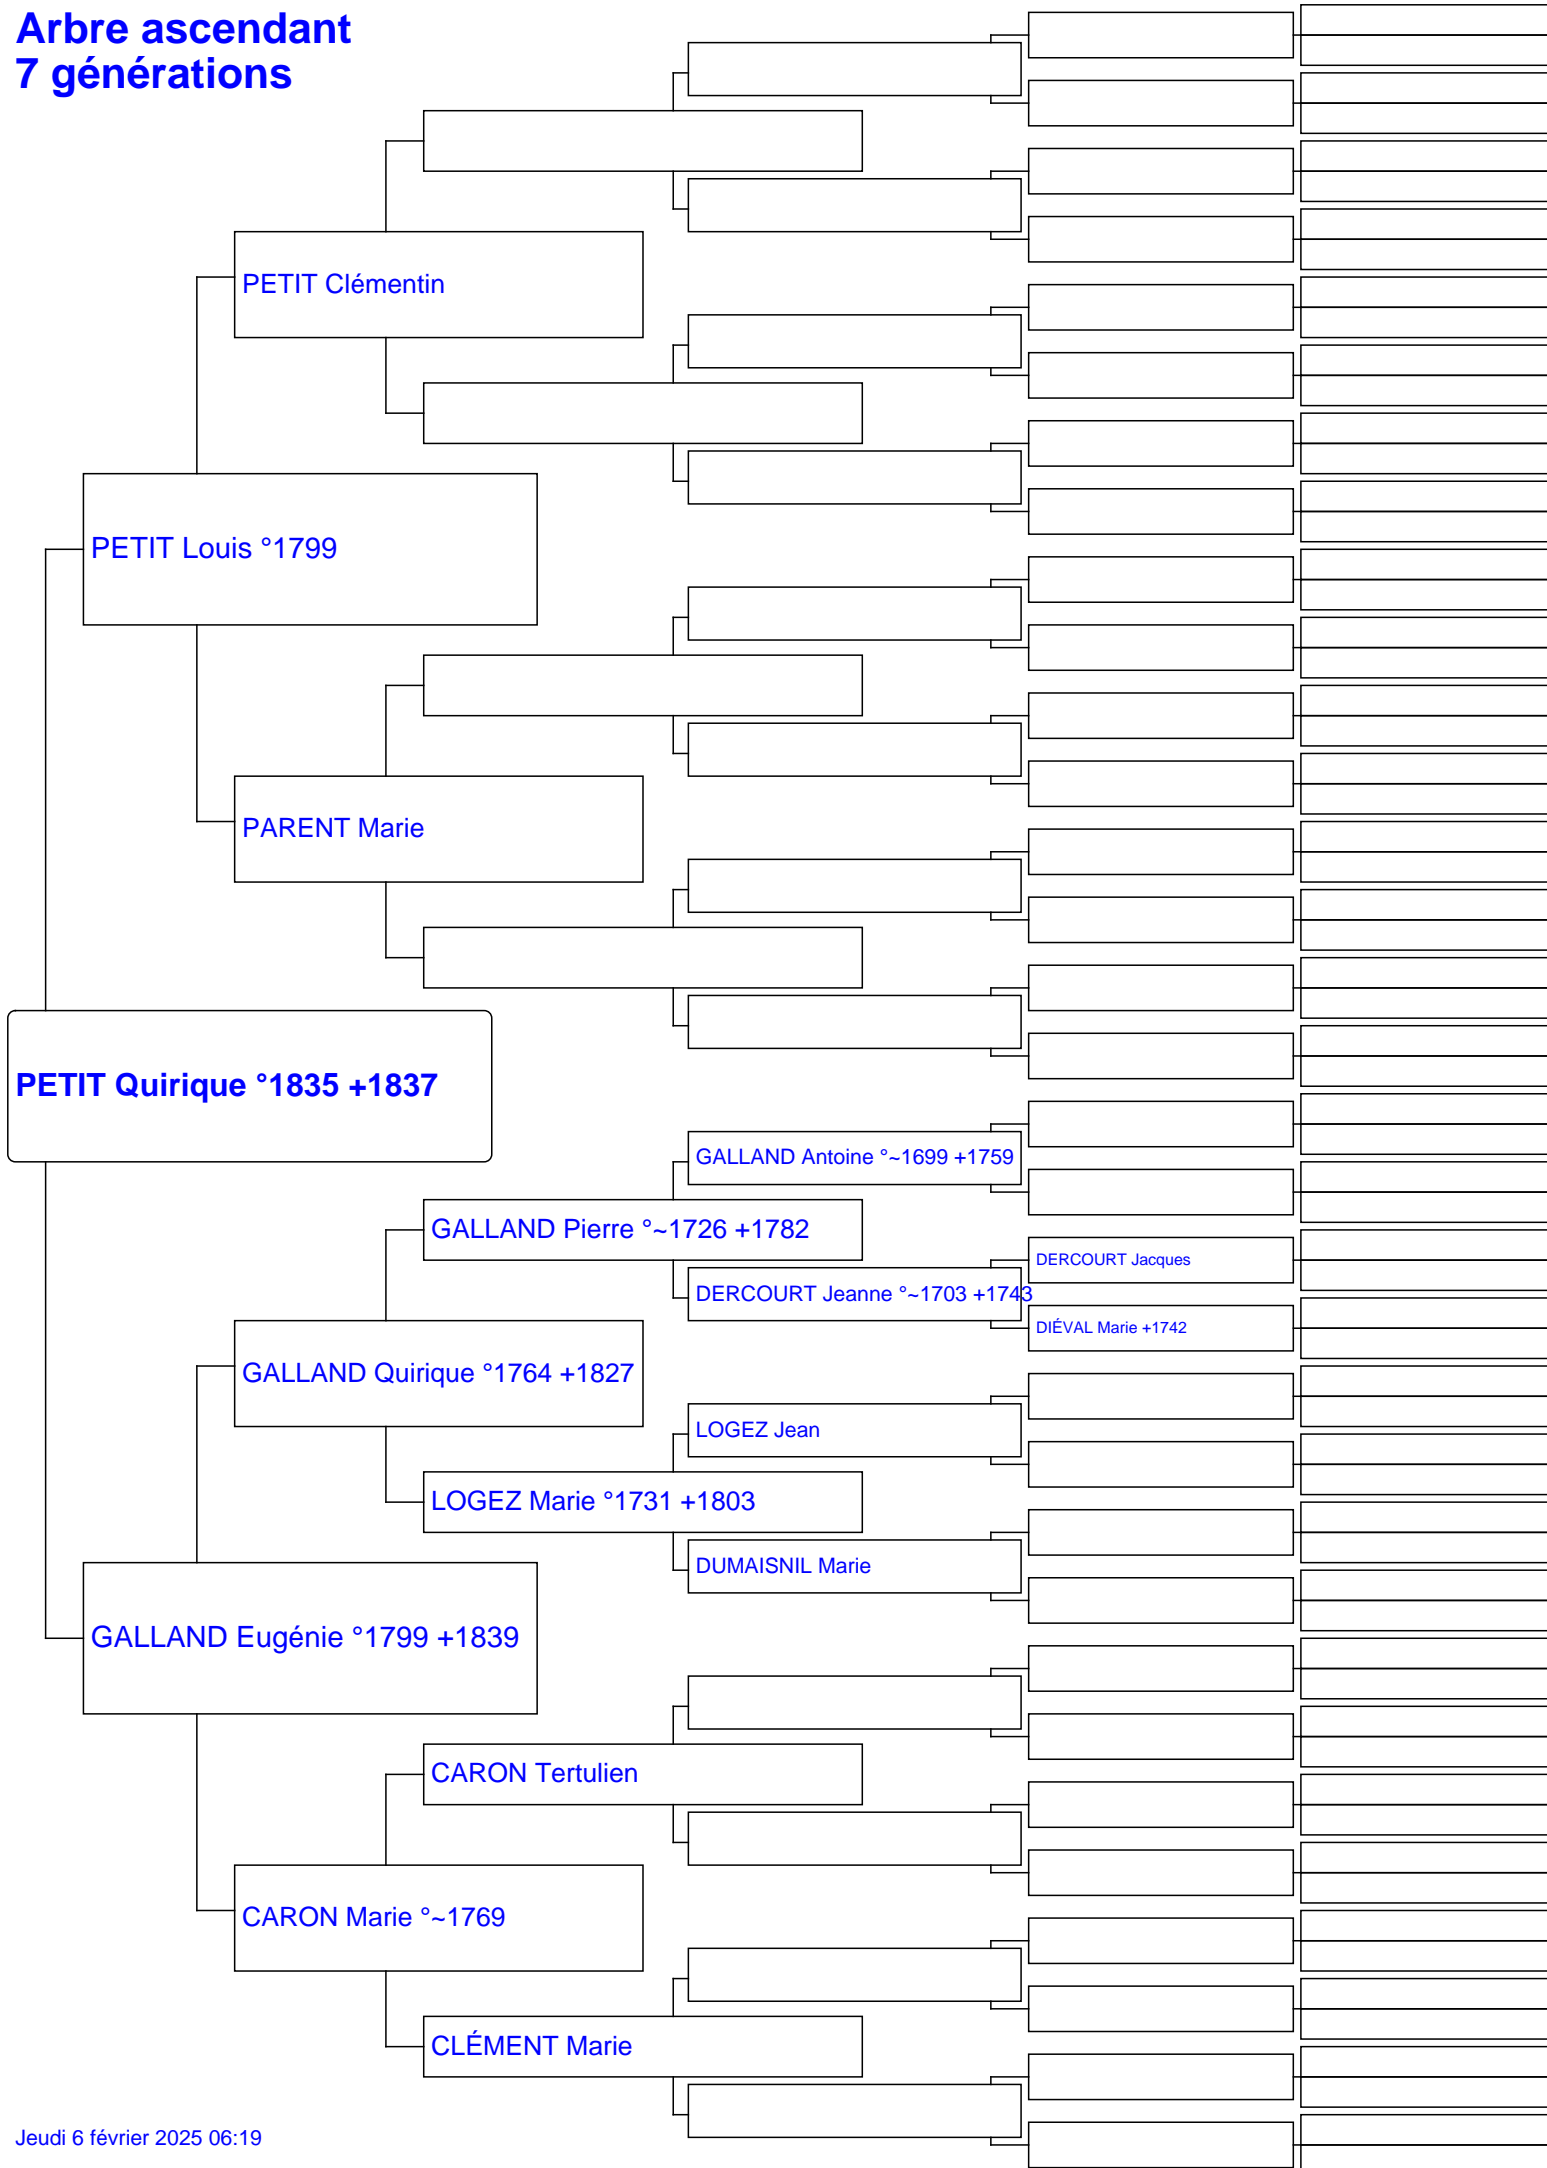 Arbre ascendant
7 générations
PETIT Clémentin
PETIT Louis °1799
PARENT Marie
PETIT Quirique °1835 +1837
GALLAND Antoine °~1699 +1759
GALLAND Pierre °~1726 +1782
DERCOURT Jacques
DERCOURT Jeanne °~1703 +1743
DIÉVAL Marie +1742
GALLAND Quirique °1764 +1827
LOGEZ Jean
LOGEZ Marie °1731 +1803
DUMAISNIL Marie
GALLAND Eugénie °1799 +1839
CARON Tertulien
CARON Marie °~1769
CLÉMENT Marie
Jeudi 6 février 2025 06:19